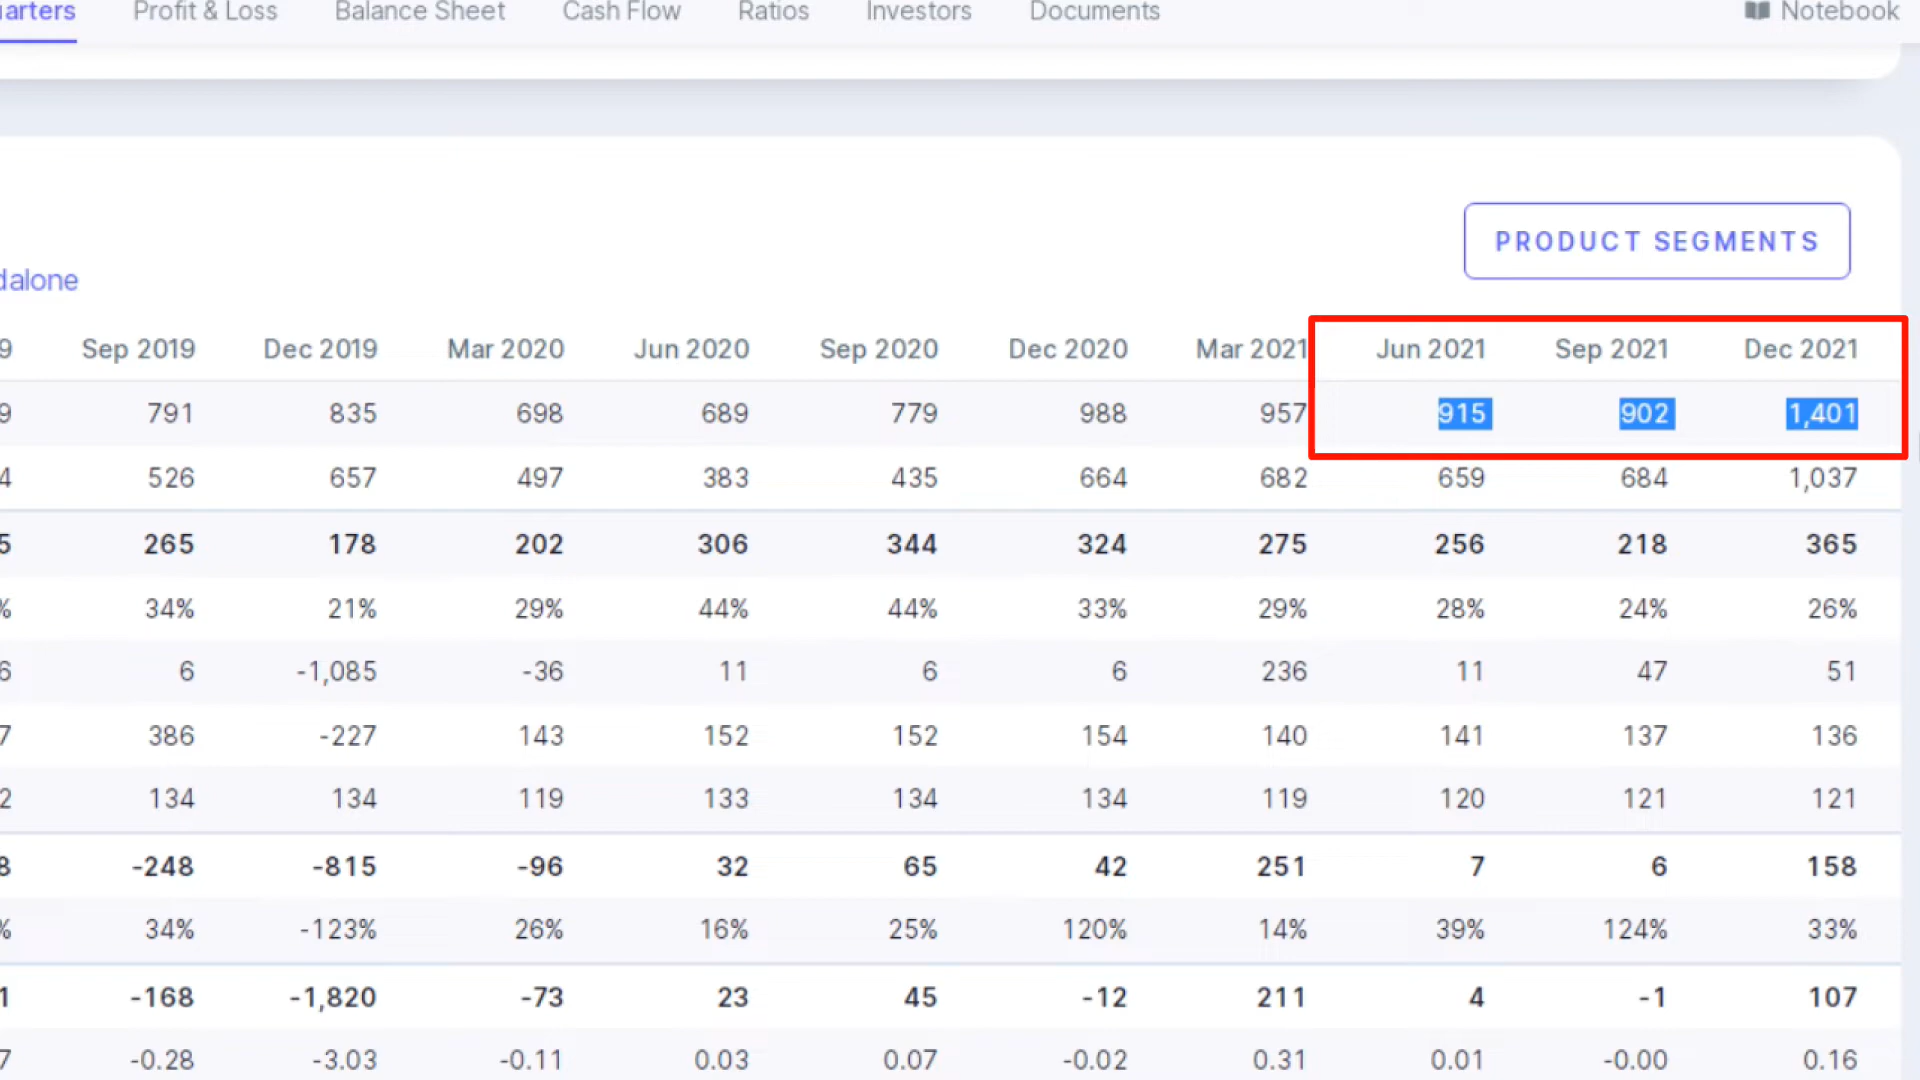 uarters Profit & Loss Balance Sheet Cash Flow Ratios Investors Documents Notebook
PRODUCT SEGMENTS
dalone
9 Sep 2019 Dec 2019 Mar 2020 Jun 2020 Sep 2020 Dec 2020 Mar 2021 Jun 2021 Sep 2021 Dec 2021
9 791 835 698 689 779 988 957 915 902 1,401
4 526 657 497 383 435 664 682 659 684 1,037
5 265 178 202 306 344 324 275 256 218 365
% 34% 21% 29% 44% 44% 33% 29% 28% 24% 26%
6 6 -1,085 -36 11 6 6 236 11 47 51
7 386 -227 143 152 152 154 140 141 137 136
2 134 134 119 133 134 134 119 120 121 121
8 -248 -815 -96 32 65 42 251 7 6 158
% 34% -123% 26% 16% 25% 120% 14% 39% 124% 33%
1 -168 -1,820 -73 23 45 -12 211 4 -1 107
7 -0.28 -3.03 -0.11 0.03 0.07 -0.02 0.31 0.01 -0.00 0.16